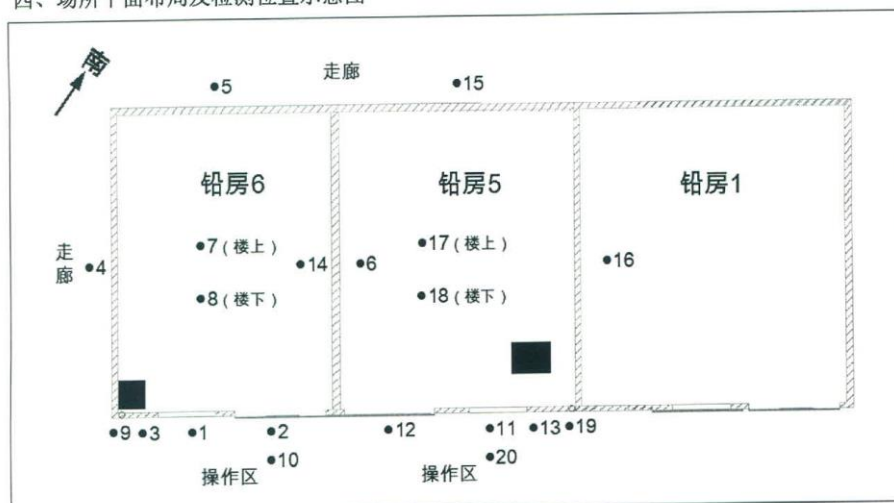 四、场所平面布局及检测位置示意图
南
●5
走廊
●15
铅房6
铅房5
铅房1
走廊
●4
●7（楼上）
●14
●6
●17（楼上）
●16
●8（楼下）
●18（楼下）
●9
●3
●1
●2
●12
●11
●13
●19
●10
●20
操作区
操作区